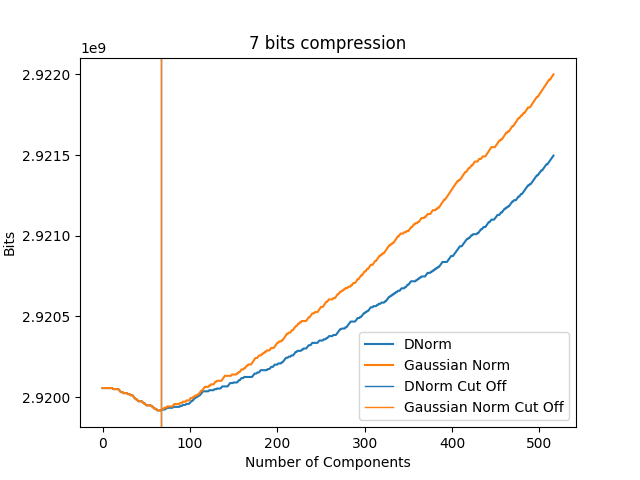 7 bits compression
1e9
2.9220
2.9215
2.9210
2.9205
2.9200
Bits
0 100 200 300 400 500
Number of Components
DNorm
Gaussian Norm
DNorm Cut Off
Gaussian Norm Cut Off